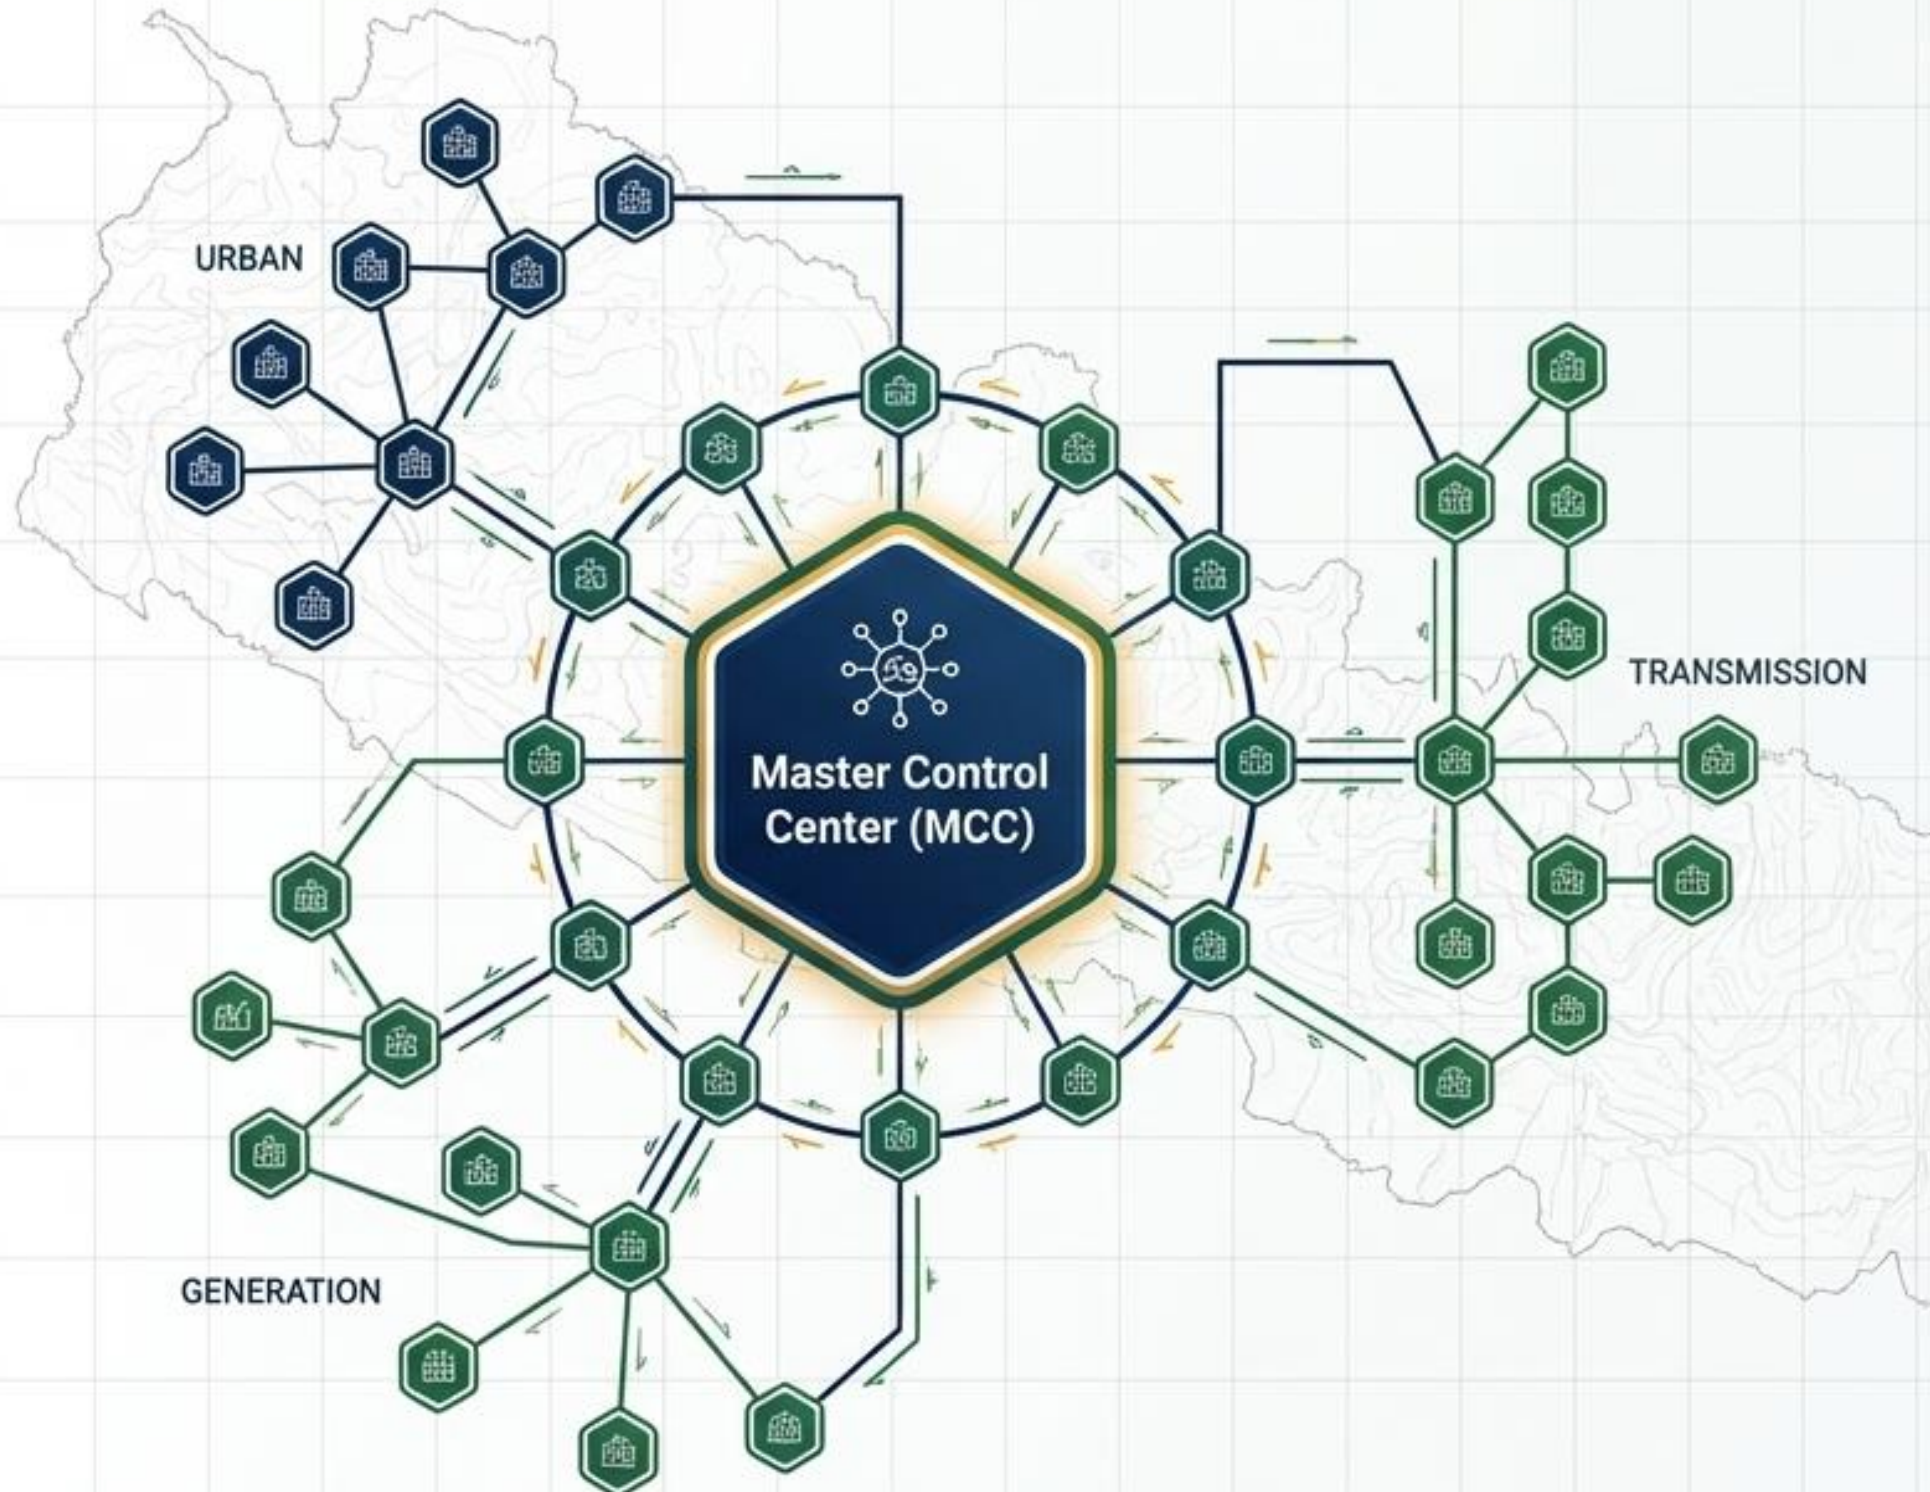 URBAN
TRANSMISSION
Master Control
Center (MCC)
GENERATION